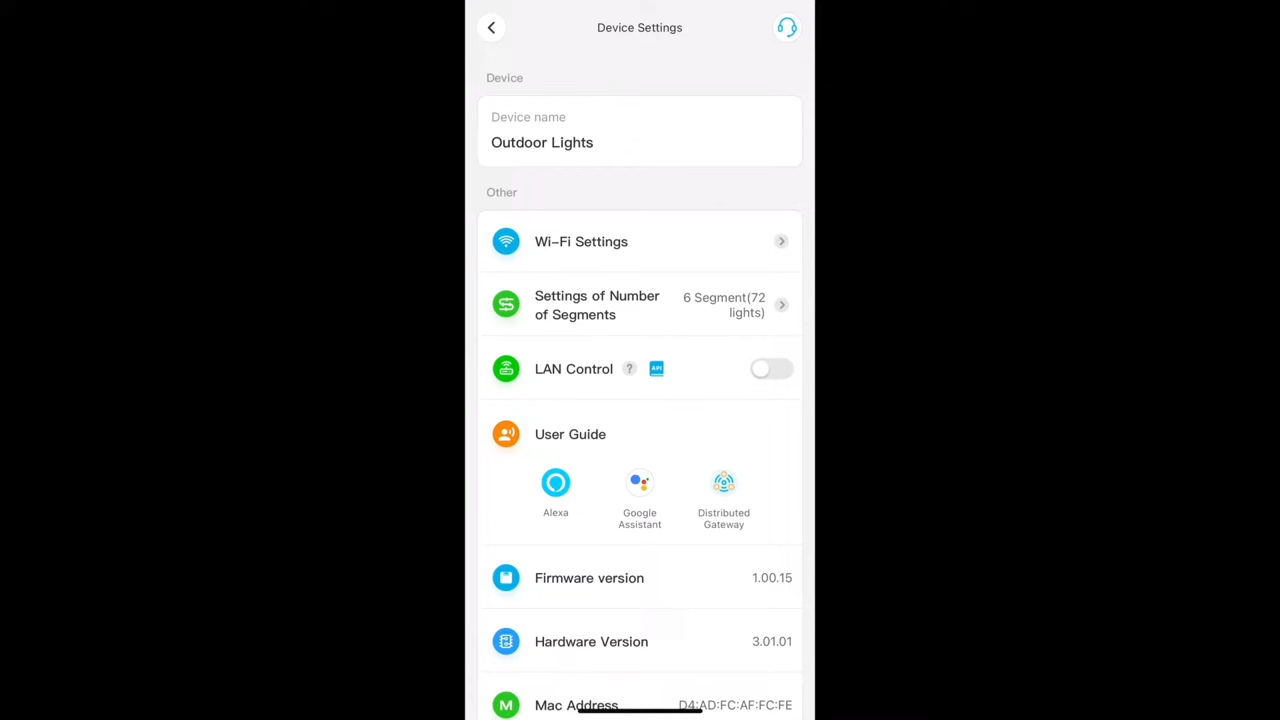 Device Settings
Device
Device name
Outdoor Lights
Other
Wi-Fi Settings
Settings of Number
of Segments
6 Segment(72
lights)
LAN Control ? API
User Guide
Alexa
Google
Assistant
Distributed
Gateway
Firmware version 1.00.15
Hardware Version 3.01.01
M Mac Address D4:AD:FC:AF:FC:FE